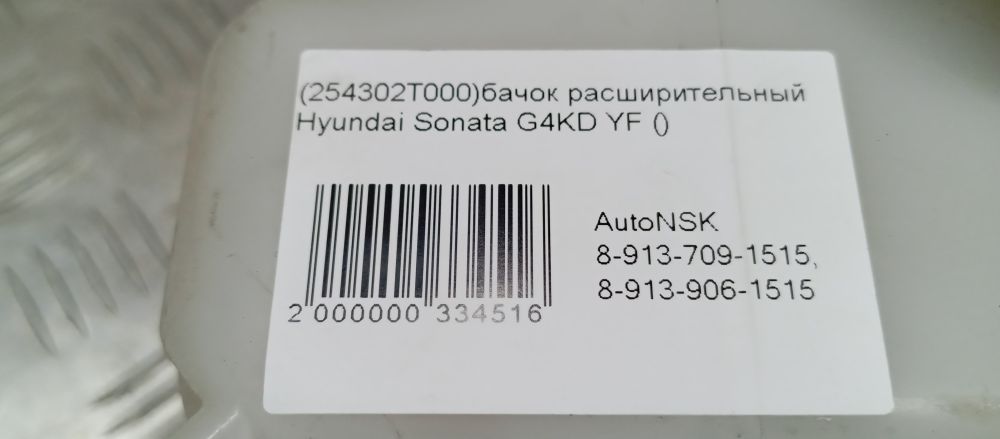 (254302T000)бачок расширительный
Hyundai Sonata G4KD YF ()
AutoNSK
8-913-709-1515,
8-913-906-1515
2 000000 334516